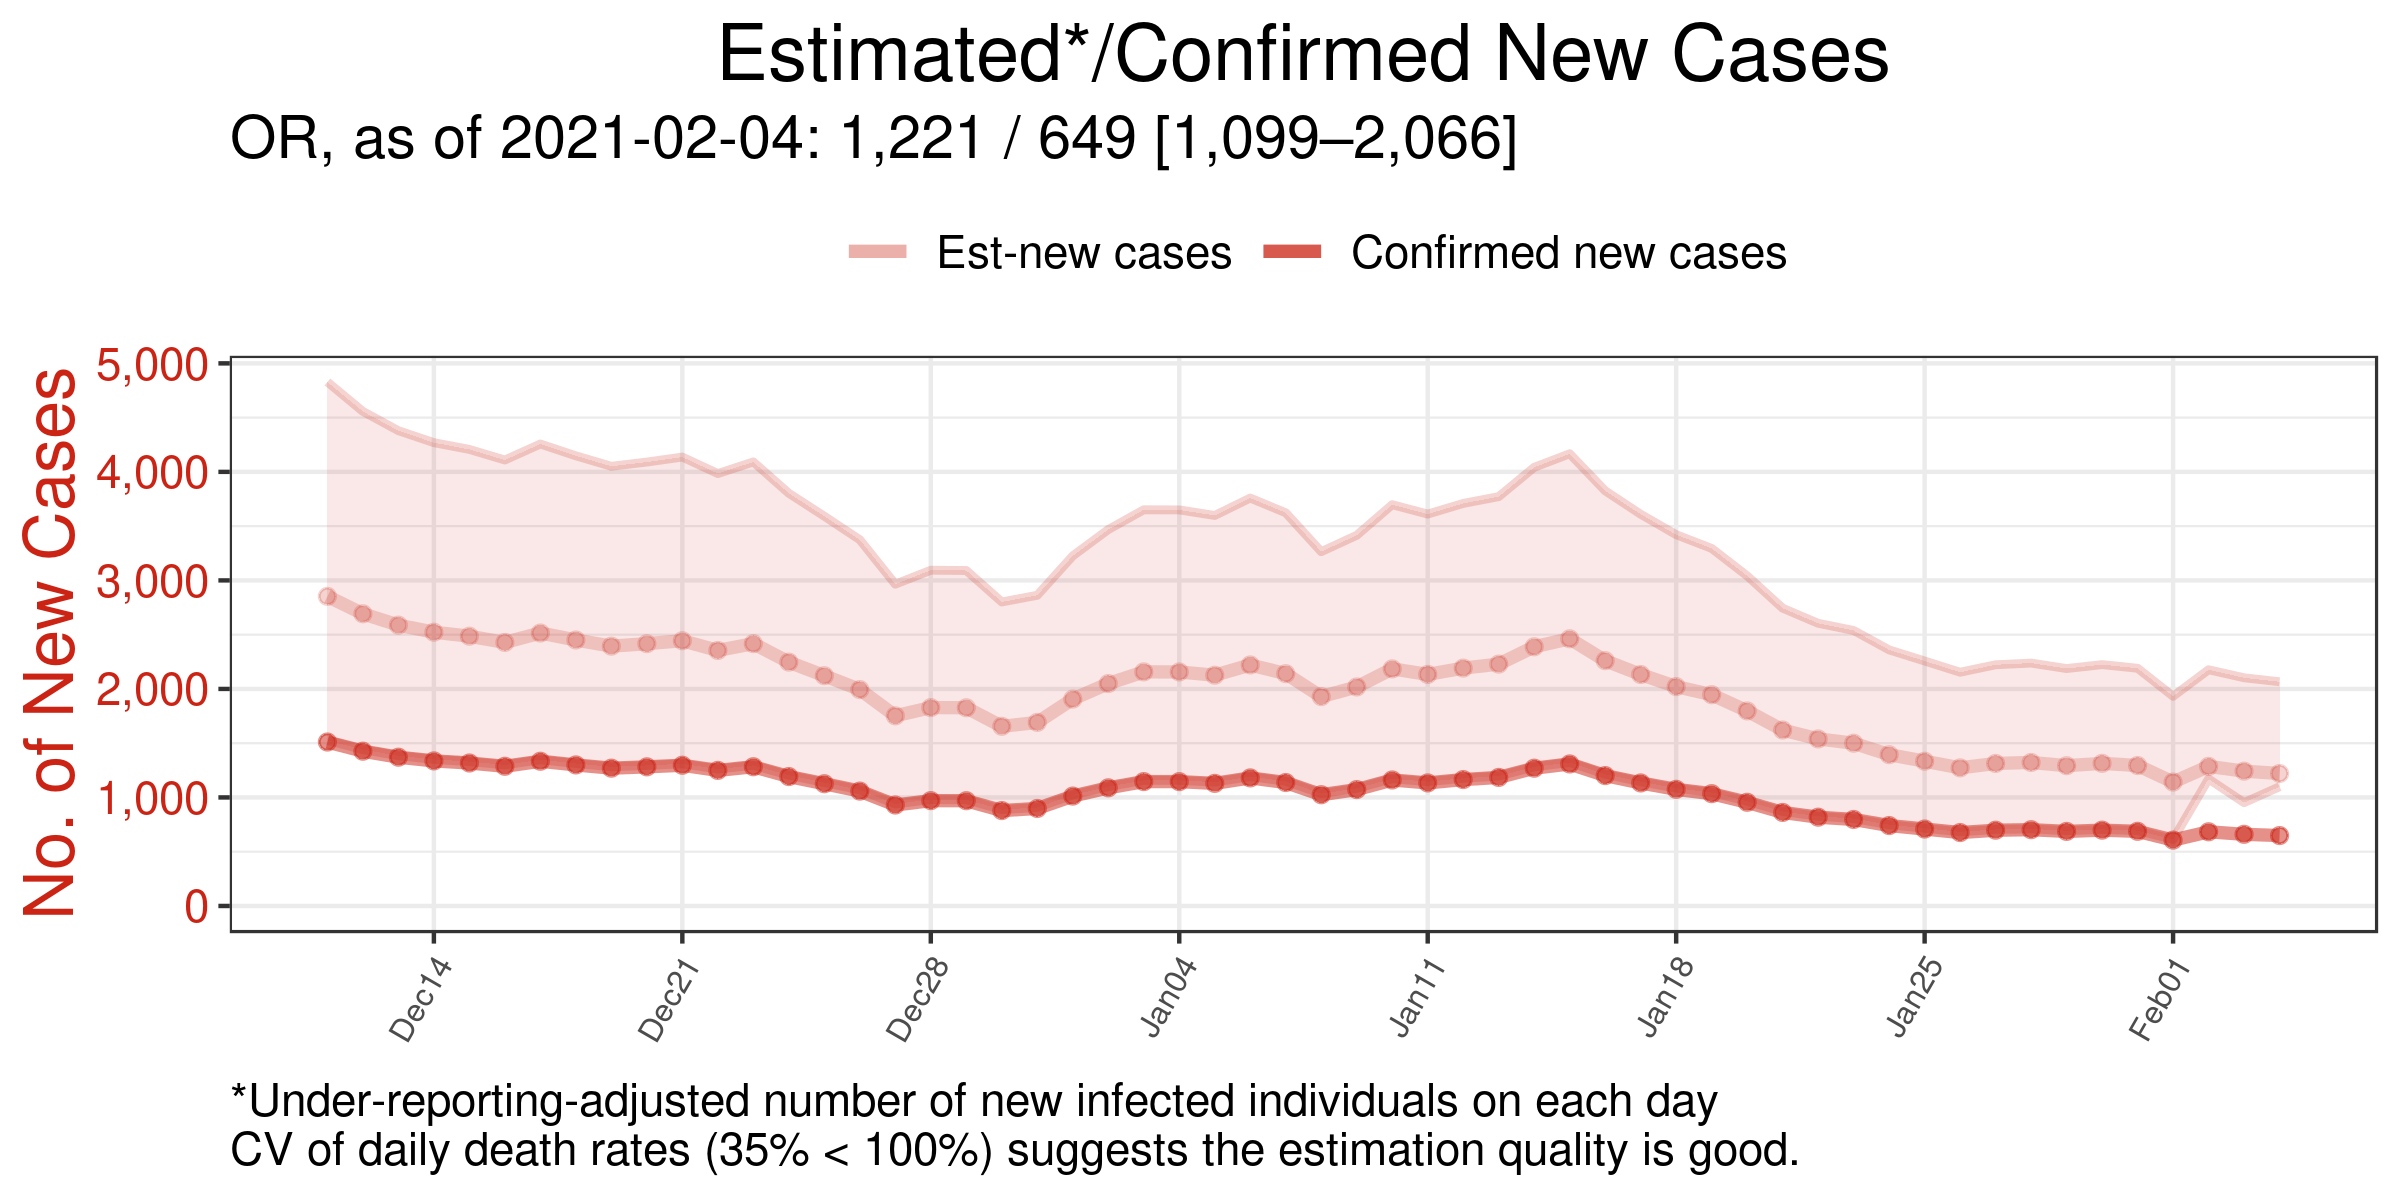 Estimated*/Confirmed New Cases
OR, as of 2021-02-04: 1,221 / 649 [1,099–2,066]
Est-new cases Confirmed new cases
No. of New Cases
5,000
4,000
3,000
2,000
1,000
0
Dec14 Dec21 Dec28 Jan04 Jan11 Jan18 Jan25 Feb01
*Under-reporting-adjusted number of new infected individuals on each day
CV of daily death rates (35% < 100%) suggests the estimation quality is good.